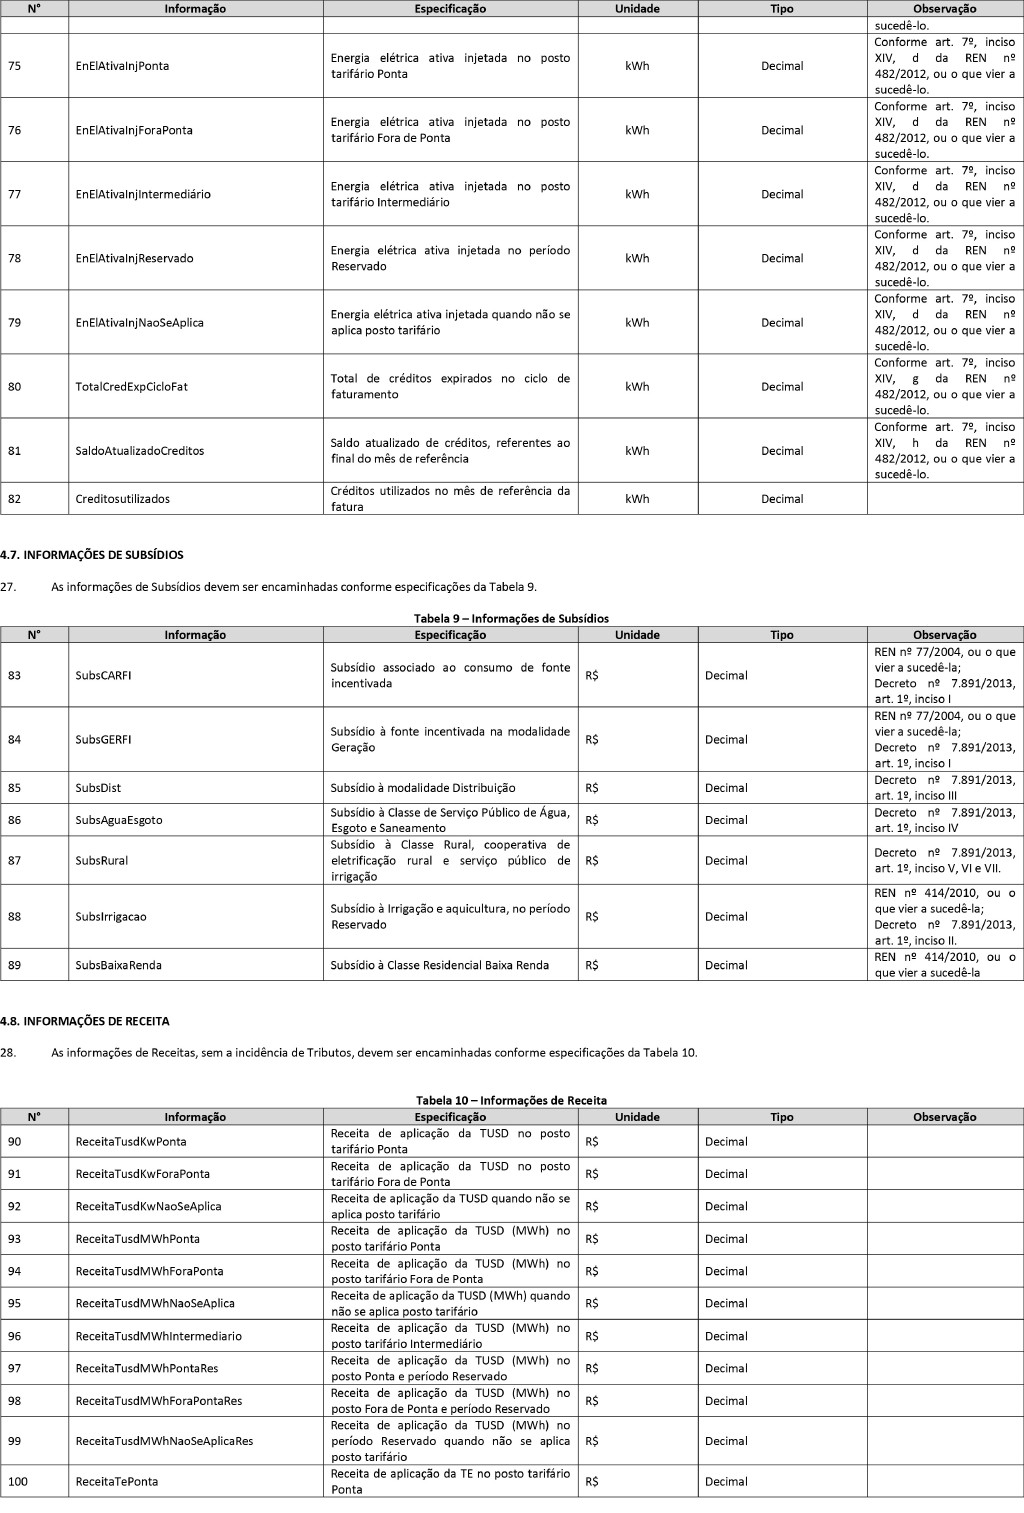 N° Informação Especificação Unidade Tipo Observação
sucedê-lo.
75 EnElAtivaInjPonta Energia elétrica ativa injetada no posto tarifário Ponta kWh Decimal Conforme art. 7º, inciso XIV, d da REN nº 482/2012, ou o que vier a sucedê-lo.
76 EnElAtivaInjForaPonta Energia elétrica ativa injetada no posto tarifário Fora de Ponta kWh Decimal Conforme art. 7º, inciso XIV, d da REN nº 482/2012, ou o que vier a sucedê-lo.
77 EnElAtivaInjIntermediário Energia elétrica ativa injetada no posto tarifário Intermediário kWh Decimal Conforme art. 7º, inciso XIV, d da REN nº 482/2012, ou o que vier a sucedê-lo.
78 EnElAtivaInjReservado Energia elétrica ativa injetada no período Reservado kWh Decimal Conforme art. 7º, inciso XIV, d da REN nº 482/2012, ou o que vier a sucedê-lo.
79 EnElAtivaInjNaoSeAplica Energia elétrica ativa injetada quando não se aplica posto tarifário kWh Decimal Conforme art. 7º, inciso XIV, d da REN nº 482/2012, ou o que vier a sucedê-lo.
80 TotalCredExpCicloFat Total de créditos expirados no ciclo de faturamento kWh Decimal Conforme art. 7º, inciso XIV, g da REN nº 482/2012, ou o que vier a sucedê-lo.
81 SaldoAtualizadoCreditos Saldo atualizado de créditos, referentes ao final do mês de referência kWh Decimal Conforme art. 7º, inciso XIV, h da REN nº 482/2012, ou o que vier a sucedê-lo.
82 Creditosutilizados Créditos utilizados no mês de referência da fatura kWh Decimal
4.7. INFORMAÇÕES DE SUBSÍDIOS
27. As informações de Subsídios devem ser encaminhadas conforme especificações da Tabela 9.
Tabela 9 – Informações de Subsídios
N° Informação Especificação Unidade Tipo Observação
83 SubsCARFI Subsídio associado ao consumo de fonte incentivada R$ Decimal REN nº 77/2004, ou o que vier a sucedê-la; Decreto nº 7.891/2013, art. 1º, inciso I
84 SubsGERFI Subsídio à fonte incentivada na modalidade Geração R$ Decimal REN nº 77/2004, ou o que vier a sucedê-la; Decreto nº 7.891/2013, art. 1º, inciso I
85 SubsDist Subsídio à modalidade Distribuição R$ Decimal Decreto nº 7.891/2013, art. 1º, inciso III
86 SubsAguaEsgoto Subsídio à Classe de Serviço Público de Água, Esgoto e Saneamento R$ Decimal Decreto nº 7.891/2013, art. 1º, inciso IV
87 SubsRural Subsídio à Classe Rural, cooperativa de eletrificação rural e serviço público de irrigação R$ Decimal Decreto nº 7.891/2013, art. 1º, inciso V, VI e VII.
88 SubsIrrigacao Subsídio à Irrigação e aquicultura, no período Reservado R$ Decimal REN nº 414/2010, ou o que vier a sucedê-la; Decreto nº 7.891/2013, art. 1º, inciso II.
89 SubsBaixaRenda Subsídio à Classe Residencial Baixa Renda R$ Decimal REN nº 414/2010, ou o que vier a sucedê-la
4.8. INFORMAÇÕES DE RECEITA
28. As informações de Receitas, sem a incidência de Tributos, devem ser encaminhadas conforme especificações da Tabela 10.
Tabela 10 – Informações de Receita
N° Informação Especificação Unidade Tipo Observação
90 ReceitaTusdKwPonta Receita de aplicação da TUSD no posto tarifário Ponta R$ Decimal
91 ReceitaTusdKwForaPonta Receita de aplicação da TUSD no posto tarifário Fora de Ponta R$ Decimal
92 ReceitaTusdKwNaoSeAplica Receita de aplicação da TUSD quando não se aplica posto tarifário R$ Decimal
93 ReceitaTusdMWhPonta Receita de aplicação da TUSD (MWh) no posto tarifário Ponta R$ Decimal
94 ReceitaTusdMWhForaPonta Receita de aplicação da TUSD (MWh) no posto tarifário Fora de Ponta R$ Decimal
95 ReceitaTusdMWhNaoSeAplica Receita de aplicação da TUSD (MWh) quando não se aplica posto tarifário R$ Decimal
96 ReceitaTusdMWhIntermediario Receita de aplicação da TUSD (MWh) no posto tarifário Intermediário R$ Decimal
97 ReceitaTusdMWhPontaRes Receita de aplicação da TUSD (MWh) no posto Ponta e período Reservado R$ Decimal
98 ReceitaTusdMWhForaPontaRes Receita de aplicação da TUSD (MWh) no posto Fora de Ponta e período Reservado R$ Decimal
99 ReceitaTusdMWhNaoSeAplicaRes Receita de aplicação da TUSD (MWh) no período Reservado quando não se aplica posto tarifário R$ Decimal
100 ReceitaTePonta Receita de aplicação da TE no posto tarifário Ponta R$ Decimal